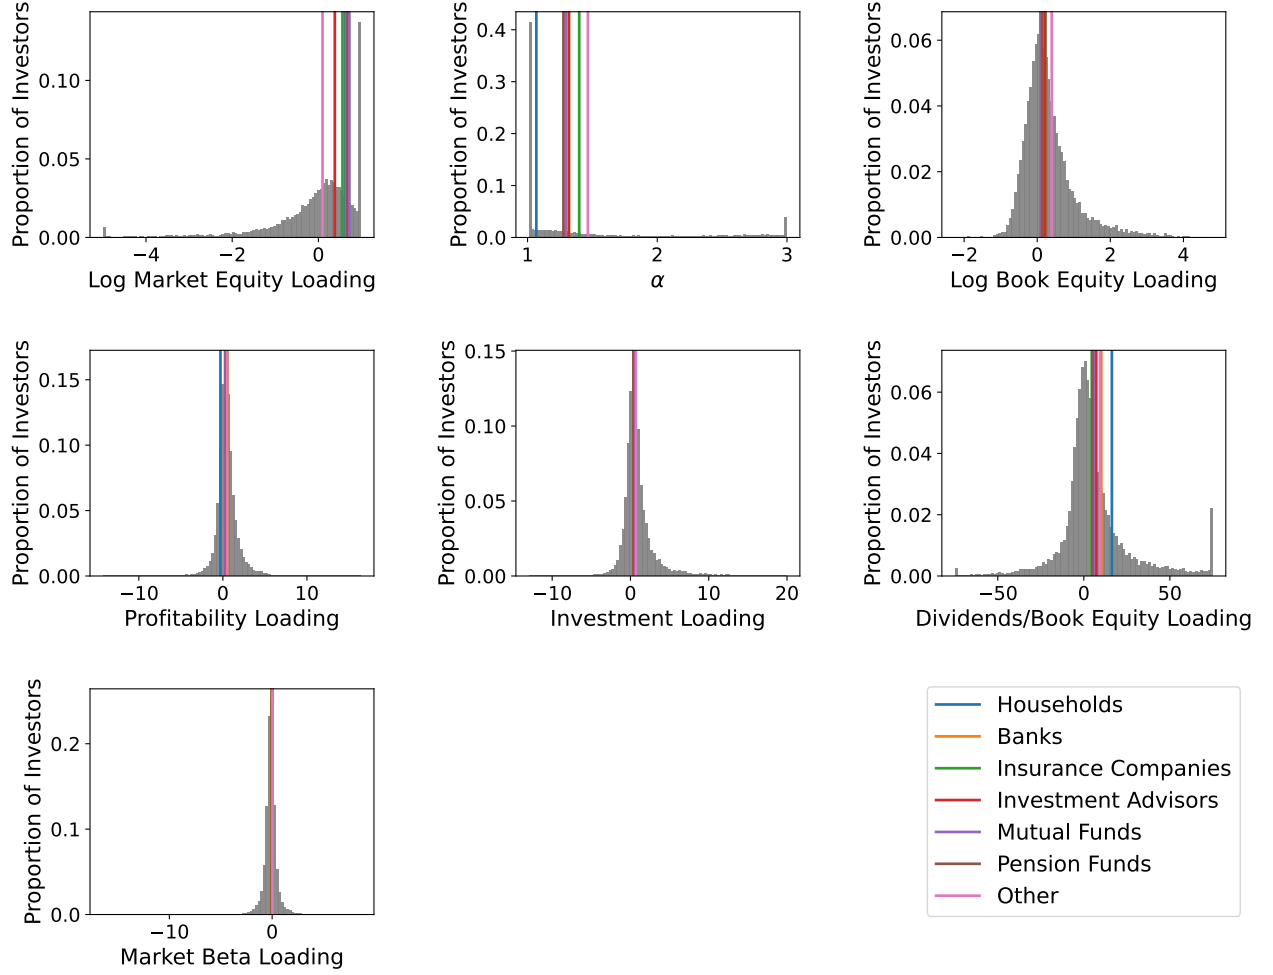 Proportion of Investors
0.10
0.05
0.00
−4
−2
0
Log Market Equity Loading
Proportion of Investors
0.4
0.3
0.2
0.1
0.0
1
2
3
α
Proportion of Investors
0.06
0.04
0.02
0.00
−2
0
2
4
Log Book Equity Loading
Proportion of Investors
0.15
0.10
0.05
0.00
−10
0
10
Profitability Loading
Proportion of Investors
0.15
0.10
0.05
0.00
−10
0
10
20
Investment Loading
Proportion of Investors
0.06
0.04
0.02
0.00
−50
0
50
Dividends/Book Equity Loading
Proportion of Investors
0.2
0.1
0.0
−10
0
Market Beta Loading
Households
Banks
Insurance Companies
Investment Advisors
Mutual Funds
Pension Funds
Other